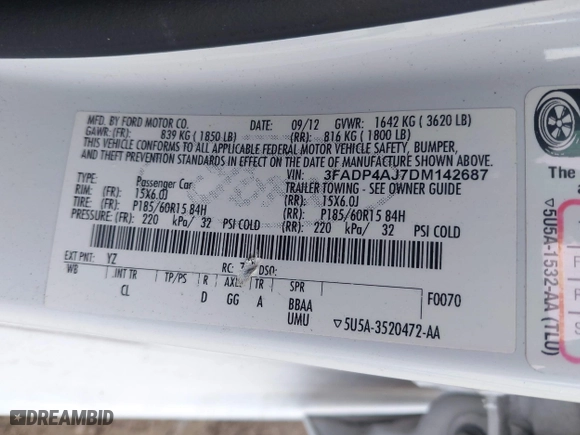 MFD. BY FORD MOTOR CO.
DATE: 09/12 GVWR: 1642 KG ( 3620 LB)
GAWR: (FR): 839 KG ( 1850 LB) (RR): 816 KG ( 1800 LB)
THIS VEHICLE CONFORMS TO ALL APPLICABLE FEDERAL MOTOR VEHICLE SAFETY, BUMPER,
AND THEFT PREVENTION STANDARDS IN EFFECT ON THE DATE OF MANUFACTURE SHOWN ABOVE.
VIN: 3FADP4AJ7DM142687
TYPE: Passenger Car TRAILER TOWING - SEE OWNER GUIDE
RIM: (FR): 15X6.0J (RR): 15X6.0J
TIRE: (FR): P185/60R15 84H (RR): P185/60R15 84H
PRESSURE: (FR): 220 kPa/ 32 PSI COLD (RR): 220 kPa/ 32 PSI COLD
EXT PNT: YZ RC: DSO:
WB INT TR TP/PS R AXLE TR SPR
CL D GG A BBAA F0070
UMU ▽5U5A-3520472-AA
The
▽5U5A-1532-AA (TLU)
DREAMBID